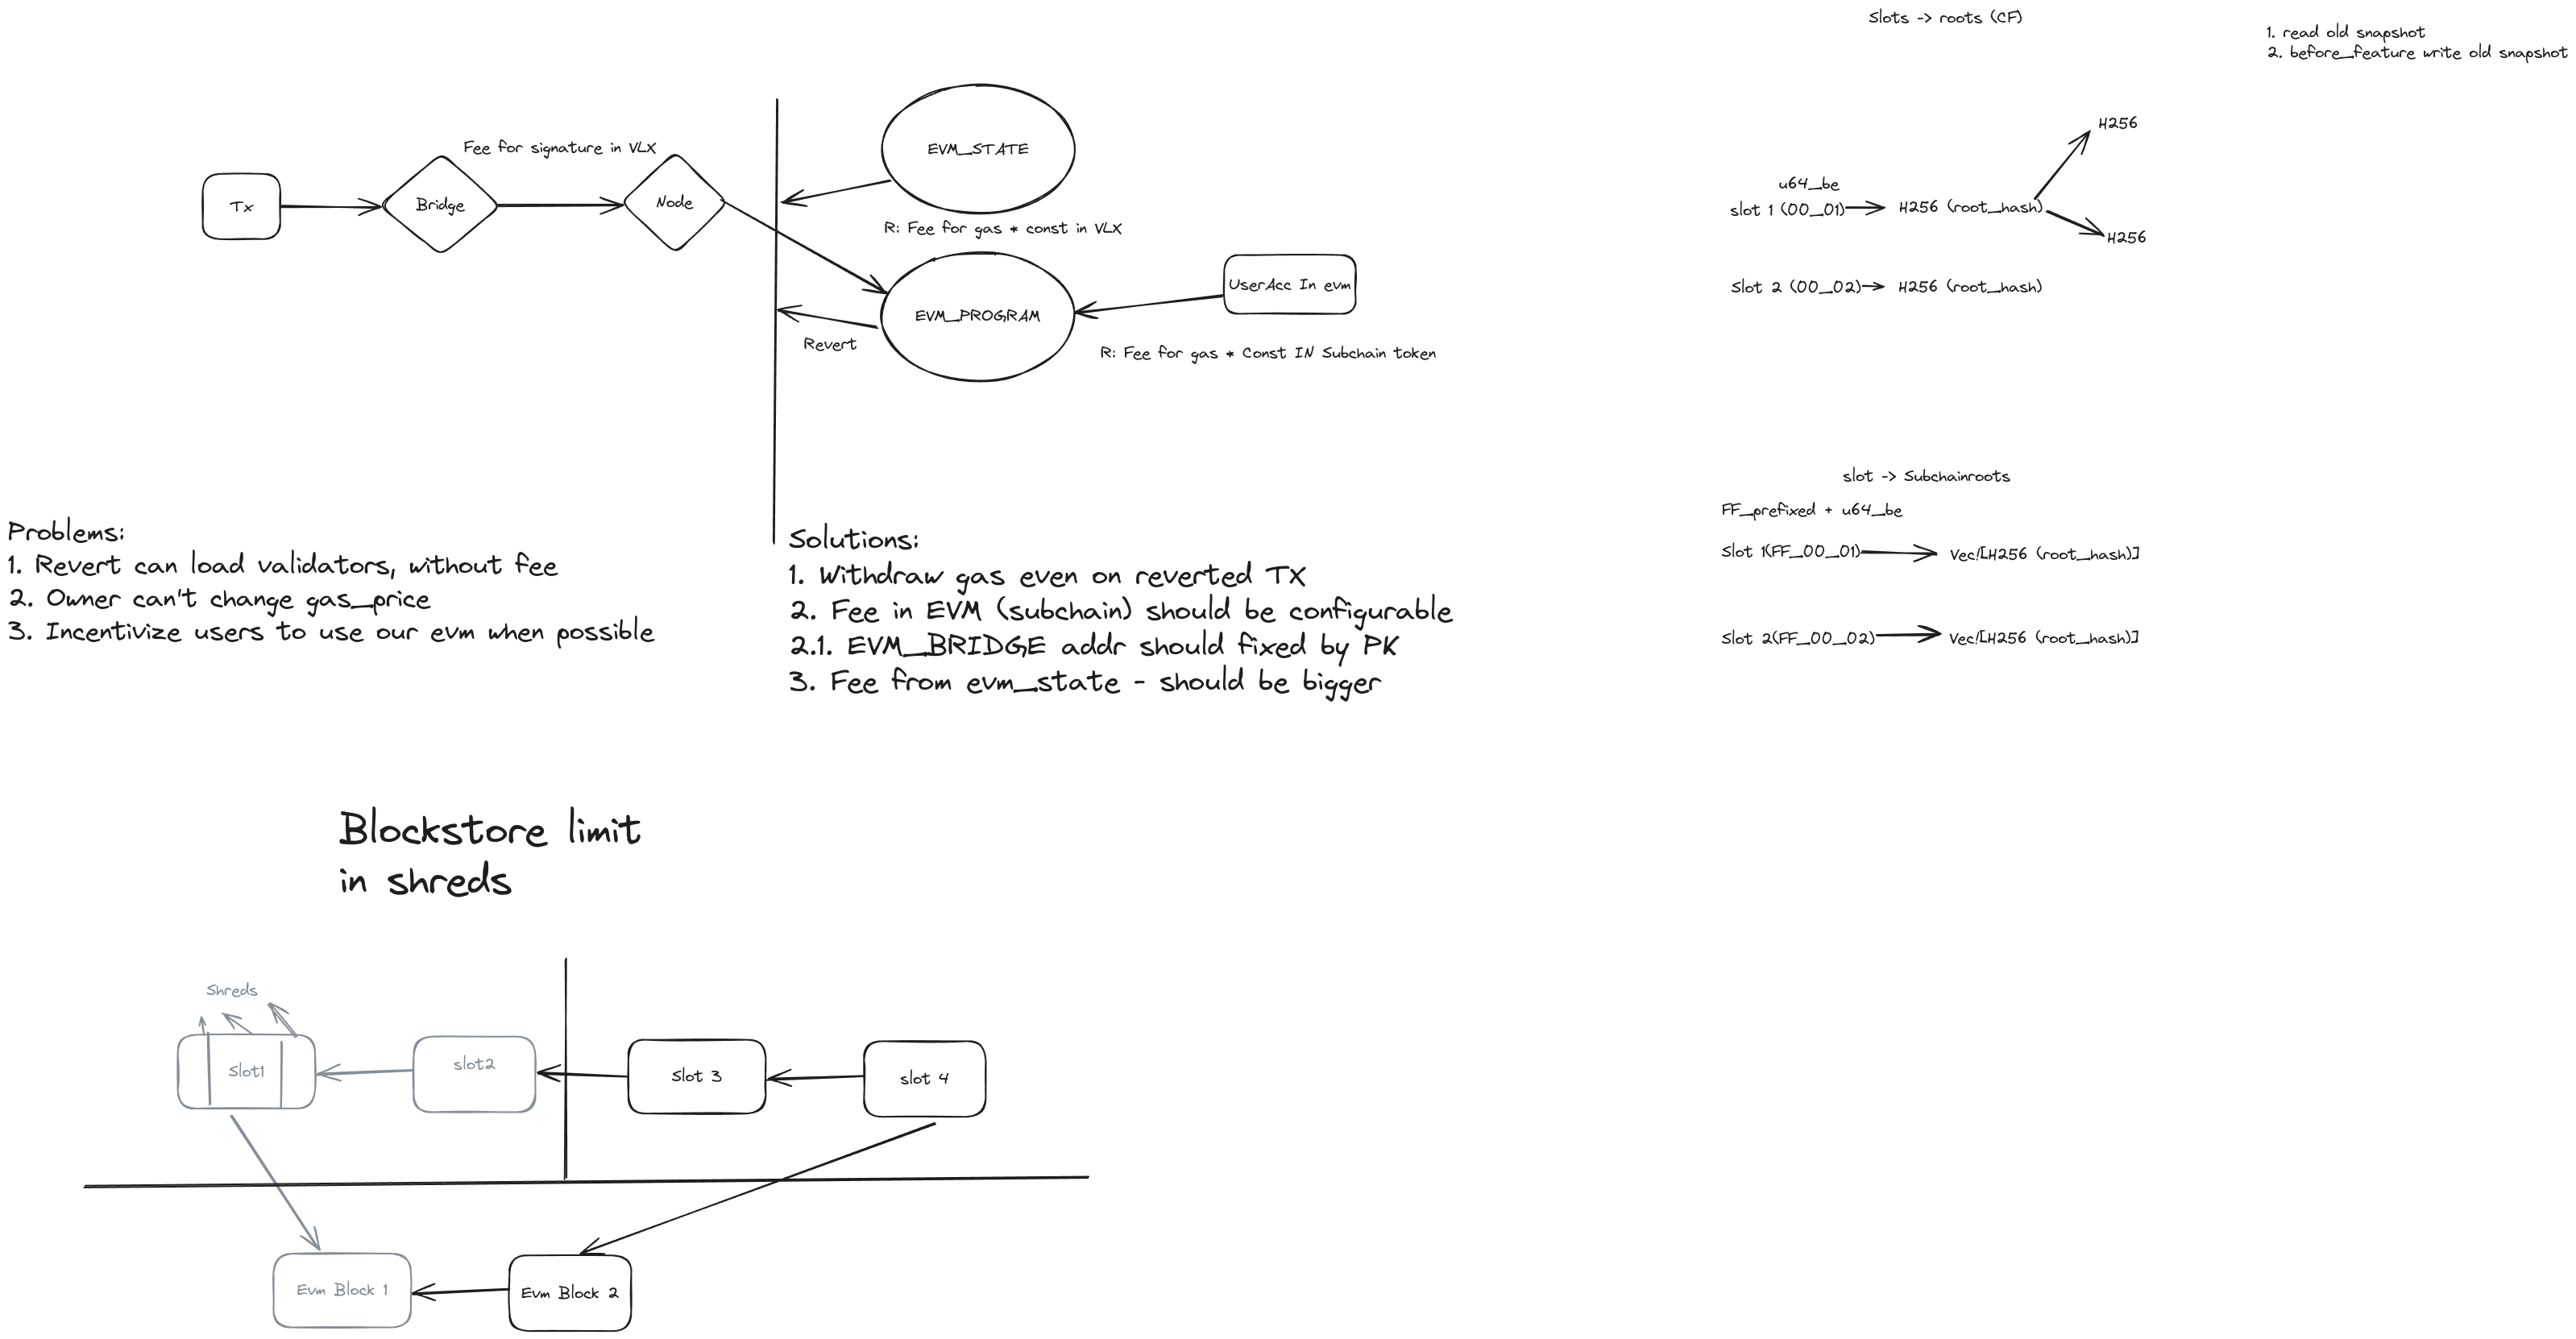 Fee for signature in VLX
Tx
Bridge
Node
EVM_STATE
R: Fee for gas * const in VLX
EVM_PROGRAM
Revert
UserAcc In evm
R: Fee for gas * Const IN Subchain token
Problems:
1. Revert can load validators, without fee
2. Owner can't change gas_price
3. Incentivize users to use our evm when possible
Solutions:
1. Withdraw gas even on reverted TX
2. Fee in EVM (subchain) should be configurable
2.1. EVM_BRIDGE addr should fixed by PK
3. Fee from evm_state - should be bigger
Slots -> roots (CF)
1. read old snapshot
2. before_feature write old snapshot
H256
u64_be
slot 1 (00_01)
H256 (root_hash)
H256
Slot 2 (00_02)
H256 (root_hash)
slot -> Subchainroots
FF_prefixed + u64_be
Slot 1(FF_00_01)
Vec![H256 (root_hash)]
Slot 2(FF_00_02)
Vec![H256 (root_hash)]
Blockstore limit
in shreds
Shreds
Slot1
slot2
Slot 3
slot 4
Evm Block 1
Evm Block 2